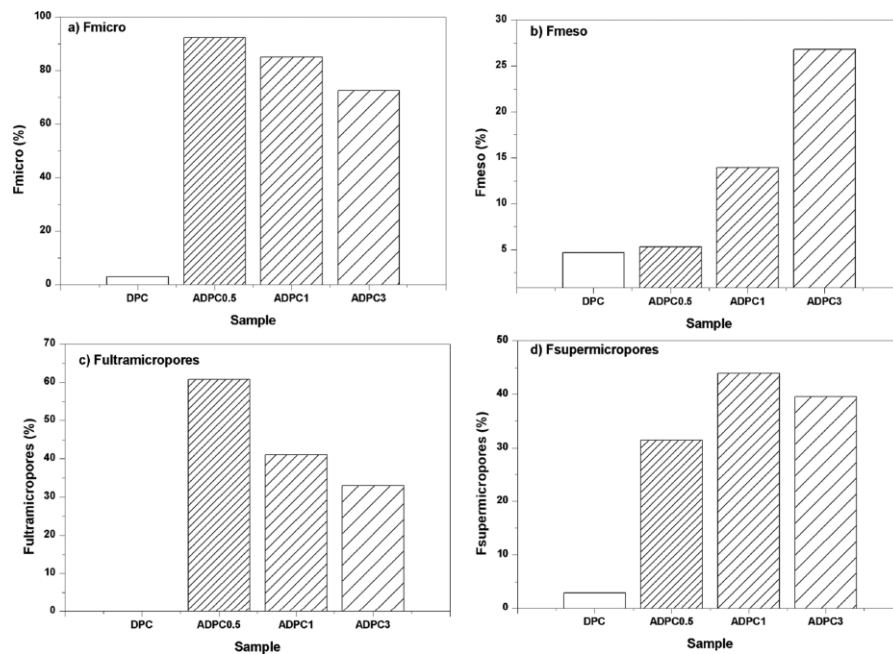 a) Fmicro
100
80
60
40
20
0
Fmicro (%)
DPC ADPC0.5 ADPC1 ADPC3
Sample
b) Fmeso
30
25
20
15
10
5
Fmeso (%)
DPC ADPC0.5 ADPC1 ADPC3
Sample
c) Fultramicropores
70
60
50
40
30
20
10
0
Fultramicropores (%)
DPC ADPC0.5 ADPC1 ADPC3
Sample
d) Fsupermicropores
50
40
30
20
10
0
Fsupermicropores (%)
DPC ADPC0.5 ADPC1 ADPC3
Sample